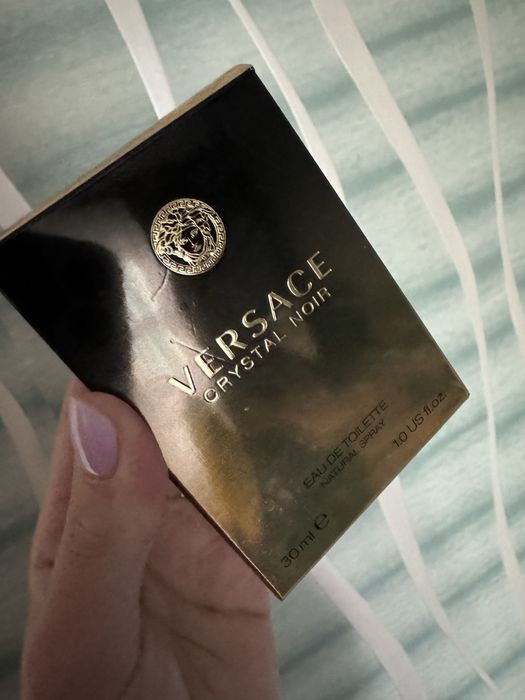 VERSACE
CRYSTAL NOIR
EAU DE TOILETTE
NATURAL SPRAY
30 ml ℮
1.0 US fl.oz.